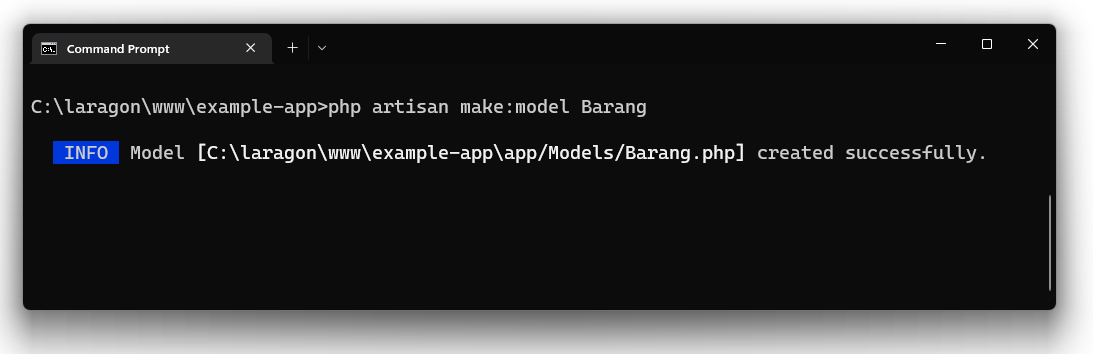 Command Prompt
C:\laragon\www\example-app>php artisan make:model Barang
INFO Model [C:\laragon\www\example-app\app/Models/Barang.php] created successfully.